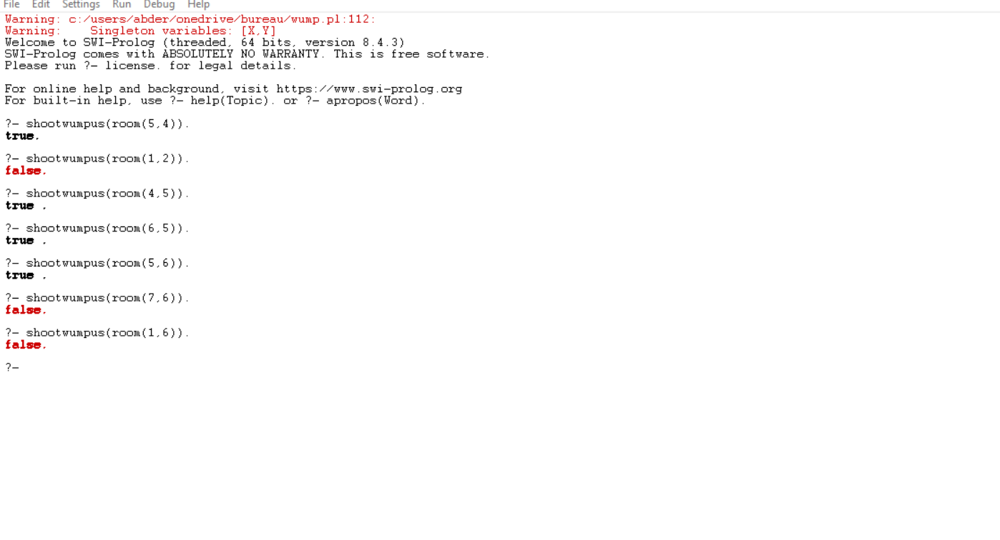 File Edit Settings Run Debug Help
Warning: c:/users/abder/onedrive/bureau/wump.pl:112:
Warning:    Singleton variables: [X,Y]
Welcome to SWI-Prolog (threaded, 64 bits, version 8.4.3)
SWI-Prolog comes with ABSOLUTELY NO WARRANTY. This is free software.
Please run ?- license. for legal details.
For online help and background, visit https://www.swi-prolog.org
For built-in help, use ?- help(Topic). or ?- apropos(Word).
?- shootwumpus(room(5,4)).
true.
?- shootwumpus(room(1,2)).
false.
?- shootwumpus(room(4,5)).
true .
?- shootwumpus(room(6,5)).
true .
?- shootwumpus(room(5,6)).
true .
?- shootwumpus(room(7,6)).
false.
?- shootwumpus(room(1,6)).
false.
?-